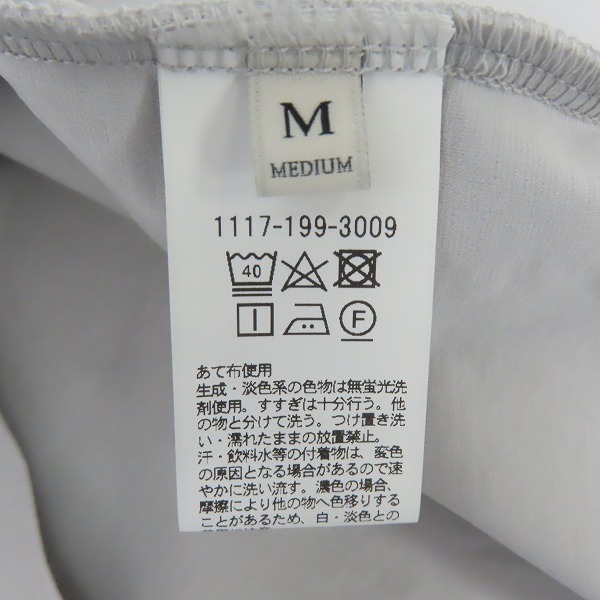 M
MEDIUM
1117-199-3009
40
F
あて布使用
生成・淡色系の色物は無蛍光洗
剤使用。すすぎは十分行う。他
の物と分けて洗う。つけ置き洗
い・濡れたままの放置禁止。
汗・飲料水等の付着物は、変色
の原因となる場合があるので速
やかに洗い流す。濃色の場合、
摩擦により他の物へ色移りする
ことがあるため、白・淡色との